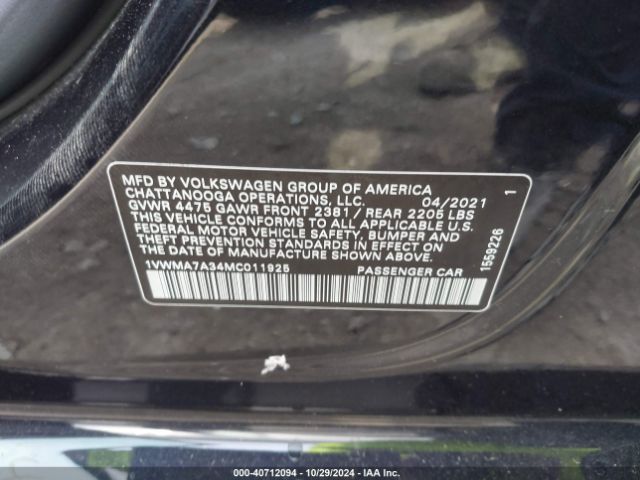 MFD BY VOLKSWAGEN GROUP OF AMERICA
CHATTANOOGA OPERATIONS, LLC. 04/2021 1
GVWR 4475 GAWR FRONT 2381 / REAR 2205 LBS
THIS VEHICLE CONFORMS TO ALL APPLICABLE U.S.
FEDERAL MOTOR VEHICLE SAFETY, BUMPER AND
THEFT PREVENTION STANDARDS IN EFFECT ON
THE DATE OF MANUFACTURE SHOWN ABOVE.
1VWMA7A34MC011925 PASSENGER CAR
1559226
000-40712094 - 10/29/2024 - IAA Inc.